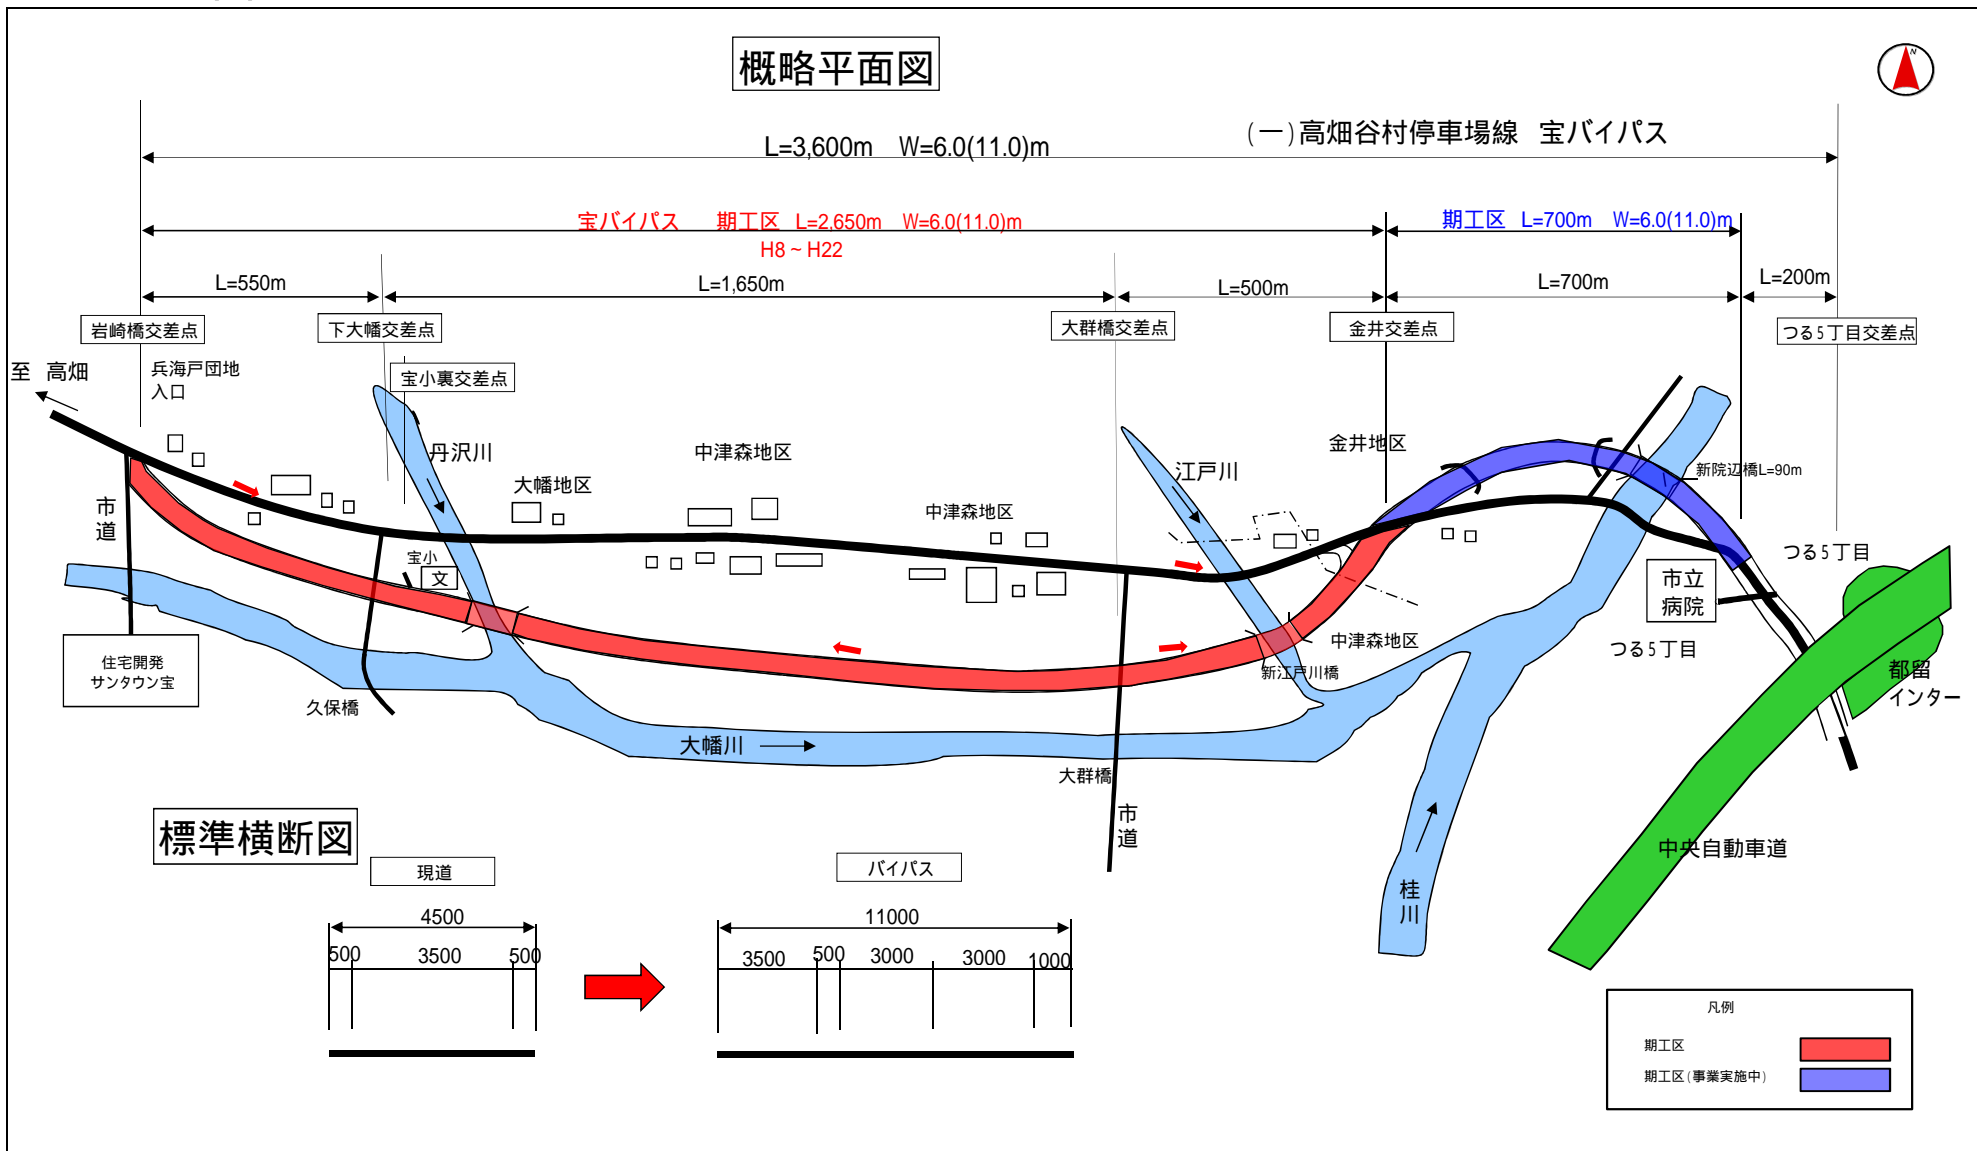 概略平面図
N
(一)高畑谷村停車場線 宝バイパス
L=3,600m W=6.0(11.0)m
宝バイパス 期工区 L=2,650m W=6.0(11.0)m
H8～H22
期工区 L=700m W=6.0(11.0)m
L=550m
L=1,650m
L=500m
L=700m
L=200m
岩崎橋交差点
下大幡交差点
大群橋交差点
金井交差点
つる5丁目交差点
至 高畑
兵海戸団地
入口
宝小裏交差点
丹沢川
大幡地区
中津森地区
中津森地区
江戸川
金井地区
新院辺橋L=90m
市道
宝小
文
つる5丁目
市立
病院
つる5丁目
中津森地区
新江戸川橋
住宅開発
サンタウン宝
久保橋
大幡川
大群橋
市道
都留
インター
中央自動車道
桂川
標準横断図
現道
バイパス
4500
500
3500
500
11000
3500
500
3000
3000
1000
凡例
期工区
期工区(事業実施中)